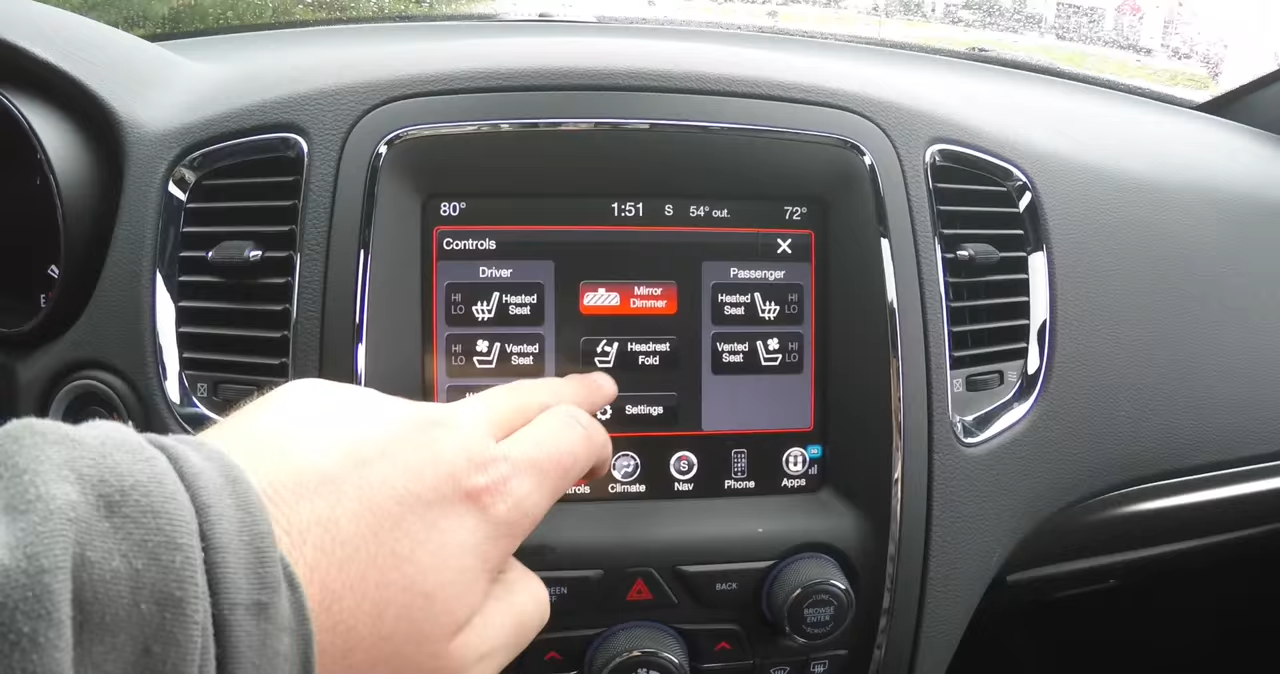 80° 1:51 S 54° out. 72°
Controls X
Driver
HI
LO
Heated
Seat
HI
LO
Vented
Seat
Mirror
Dimmer
Headrest
Fold
Settings
Passenger
Heated
Seat
HI
LO
Vented
Seat
HI
LO
Climate
S
Nav
Phone
Apps
E
BACK
TUNE
BROWSE
ENTER
SCROLL